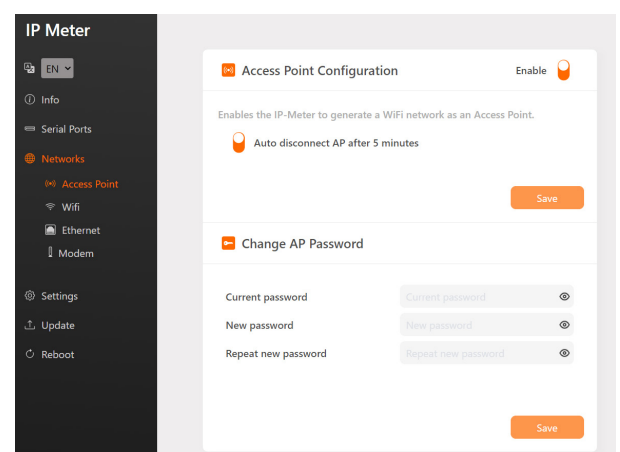 IP Meter
EN
Info
Serial Ports
Networks
Access Point
Wifi
Ethernet
Modem
Settings
Update
Reboot
Access Point Configuration
Enable
Enables the IP-Meter to generate a WiFi network as an Access Point.
Auto disconnect AP after 5 minutes
Save
Change AP Password
Current password Current password
New password New password
Repeat new password Repeat new password
Save